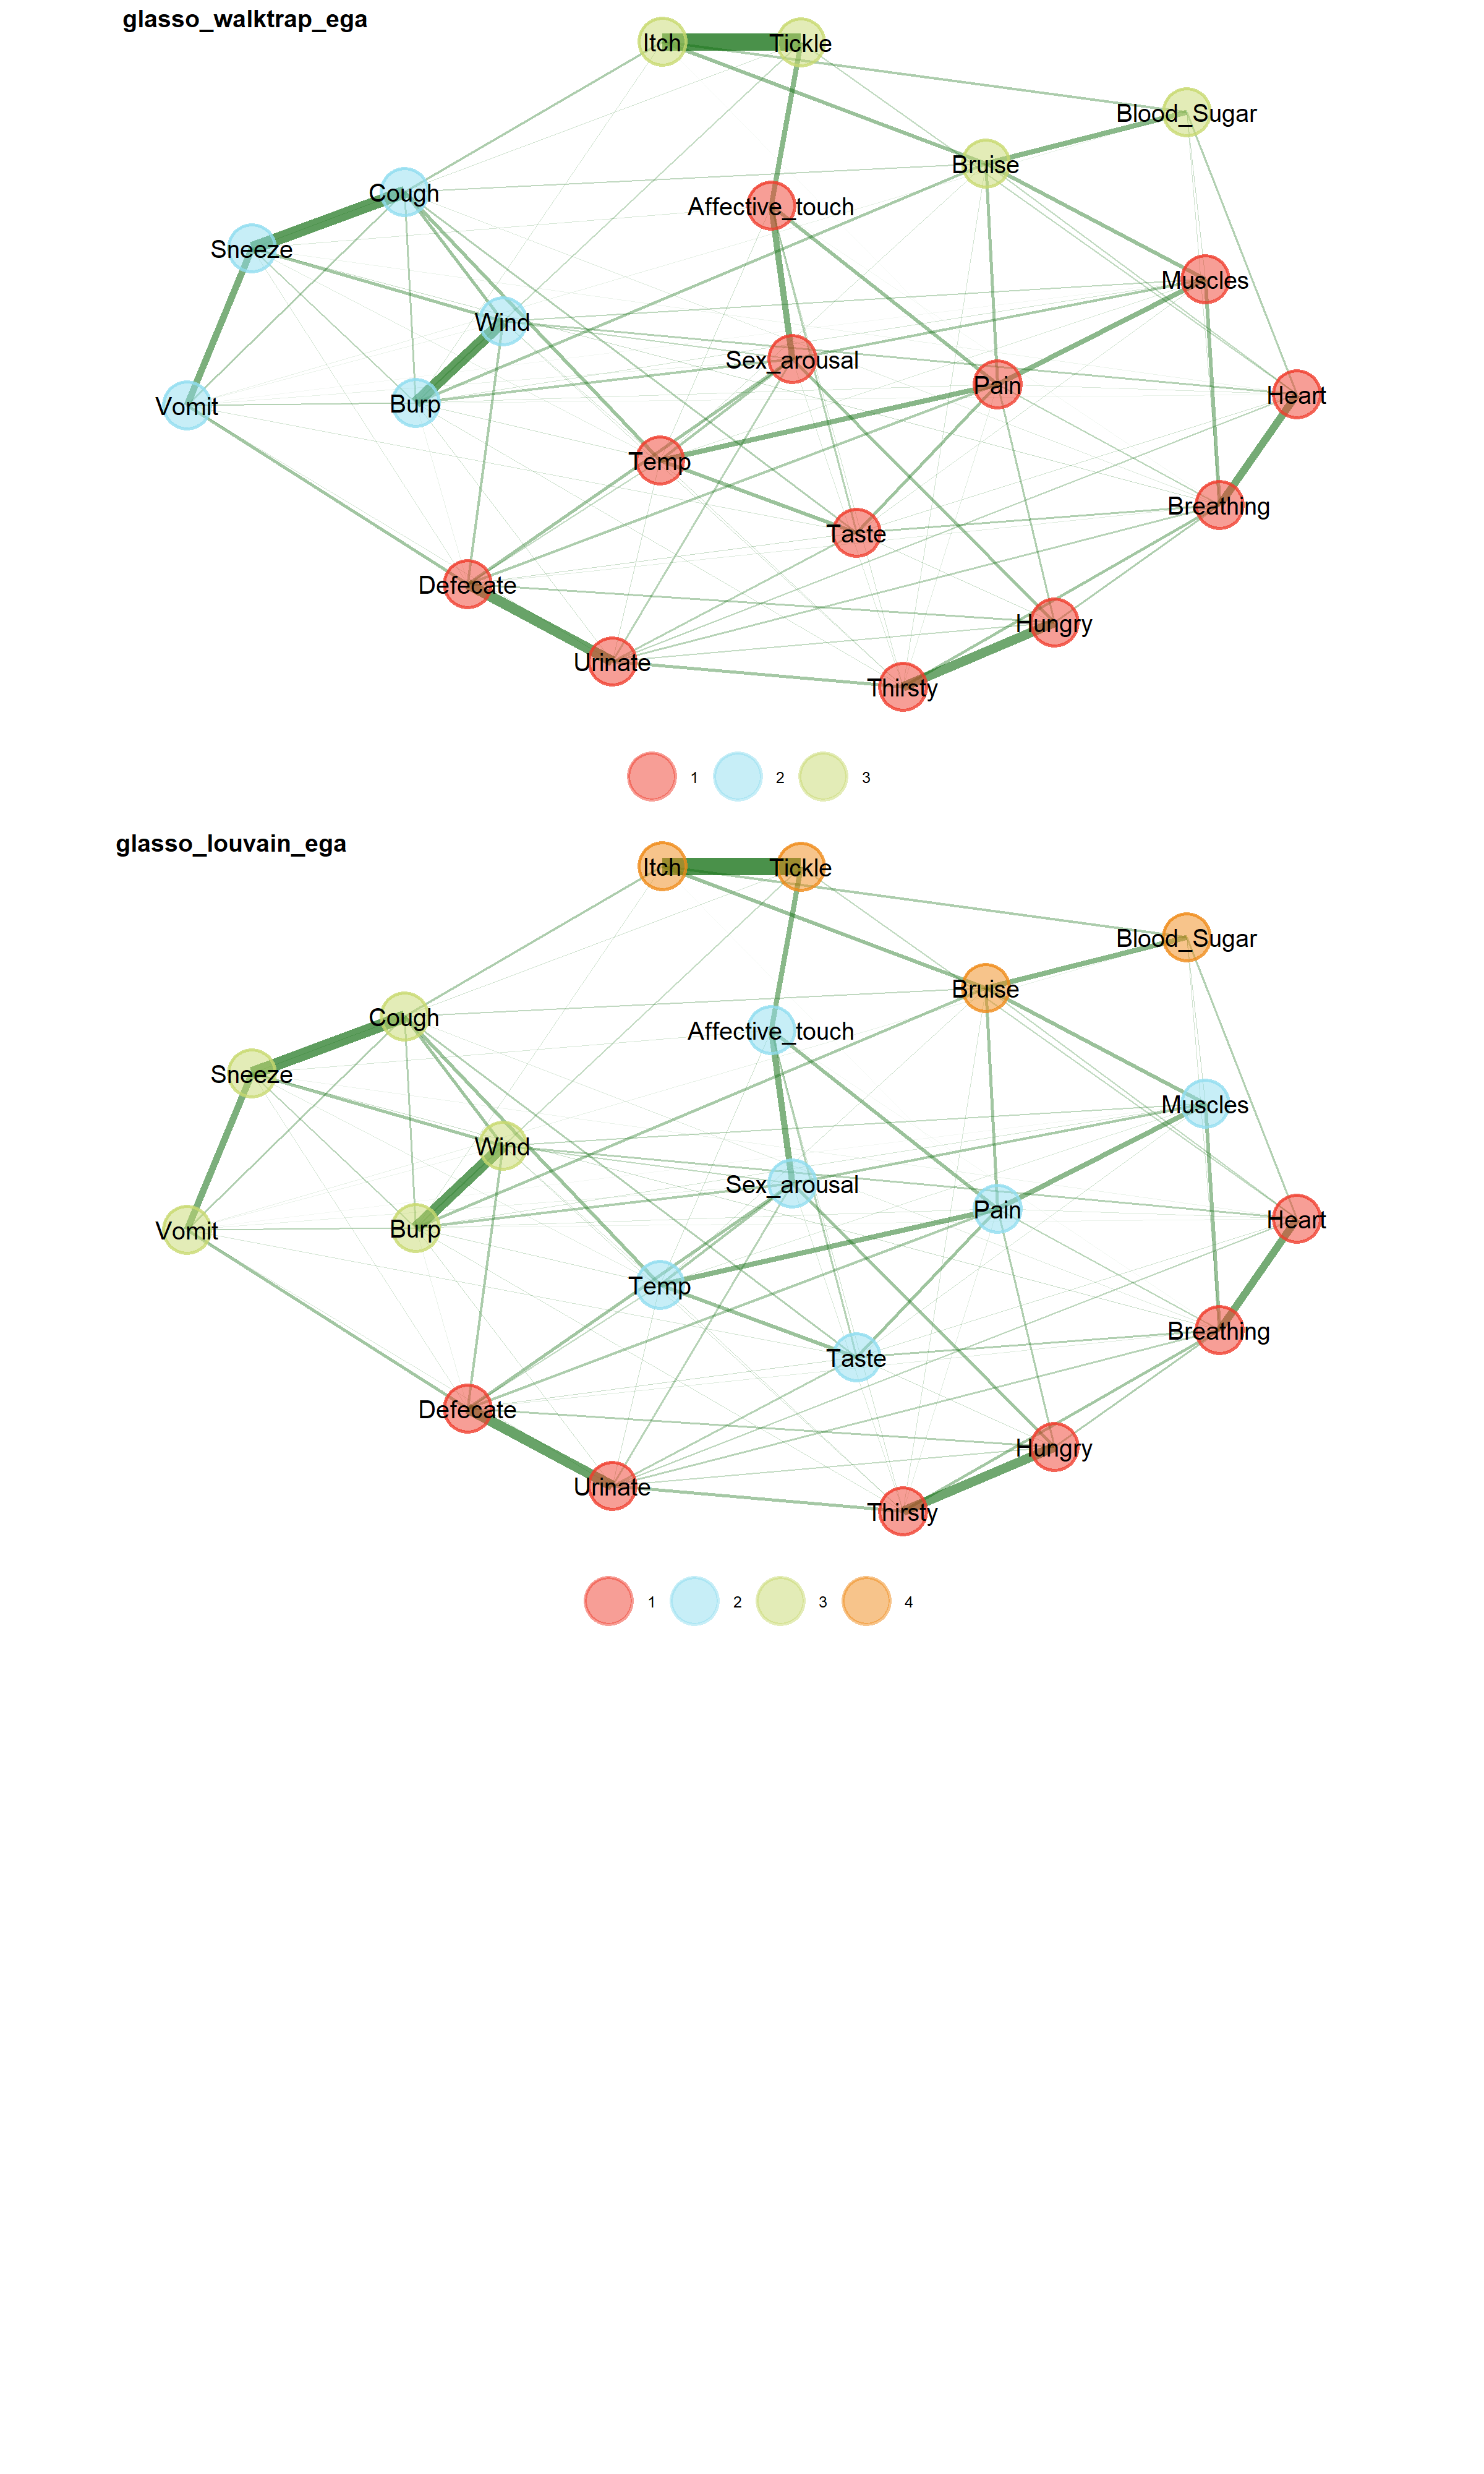 glasso_walktrap_ega
Itch
Tickle
Blood_Sugar
Bruise
Cough
Affective_touch
Sneeze
Muscles
Wind
Sex_arousal
Pain
Heart
Vomit
Burp
Temp
Breathing
Taste
Defecate
Hungry
Urinate
Thirsty
1 2 3
glasso_louvain_ega
Itch
Tickle
Blood_Sugar
Bruise
Cough
Affective_touch
Sneeze
Muscles
Wind
Sex_arousal
Pain
Heart
Vomit
Burp
Temp
Breathing
Taste
Defecate
Hungry
Urinate
Thirsty
1 2 3 4